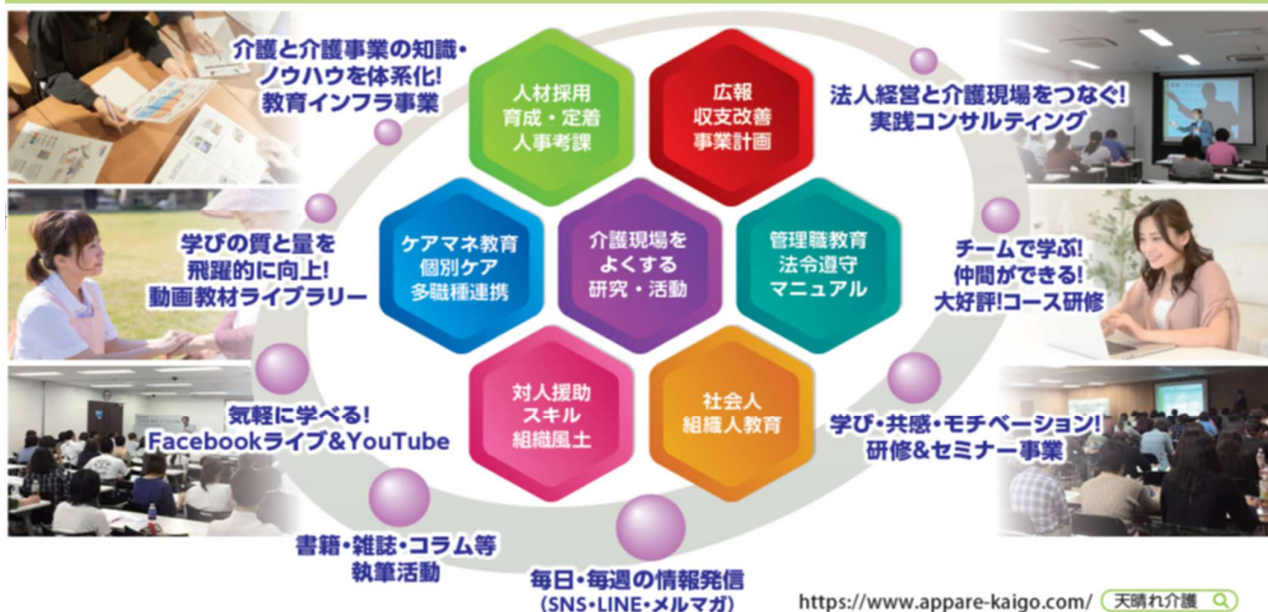 介護と介護事業の知識・
ノウハウを体系化!
教育インフラ事業
人材採用
育成・定着
人事考課
広報
収支改善
事業計画
法人経営と介護現場をつなぐ!
実践コンサルティング
学びの質と量を
飛躍的に向上!
動画教材ライブラリー
ケアマネ教育
個別ケア
多職種連携
介護現場を
よくする
研究・活動
管理職教育
法令遵守
マニュアル
チームで学ぶ!
仲間ができる!
大好評!コース研修
気軽に学べる!
Facebookライブ&YouTube
対人援助
スキル
組織風土
社会人
組織人教育
学び・共感・モチベーション!
研修&セミナー事業
書籍・雑誌・コラム等
執筆活動
毎日・毎週の情報発信
(SNS・LINE・メルマガ)
https://www.appare-kaigo.com/ 天晴れ介護